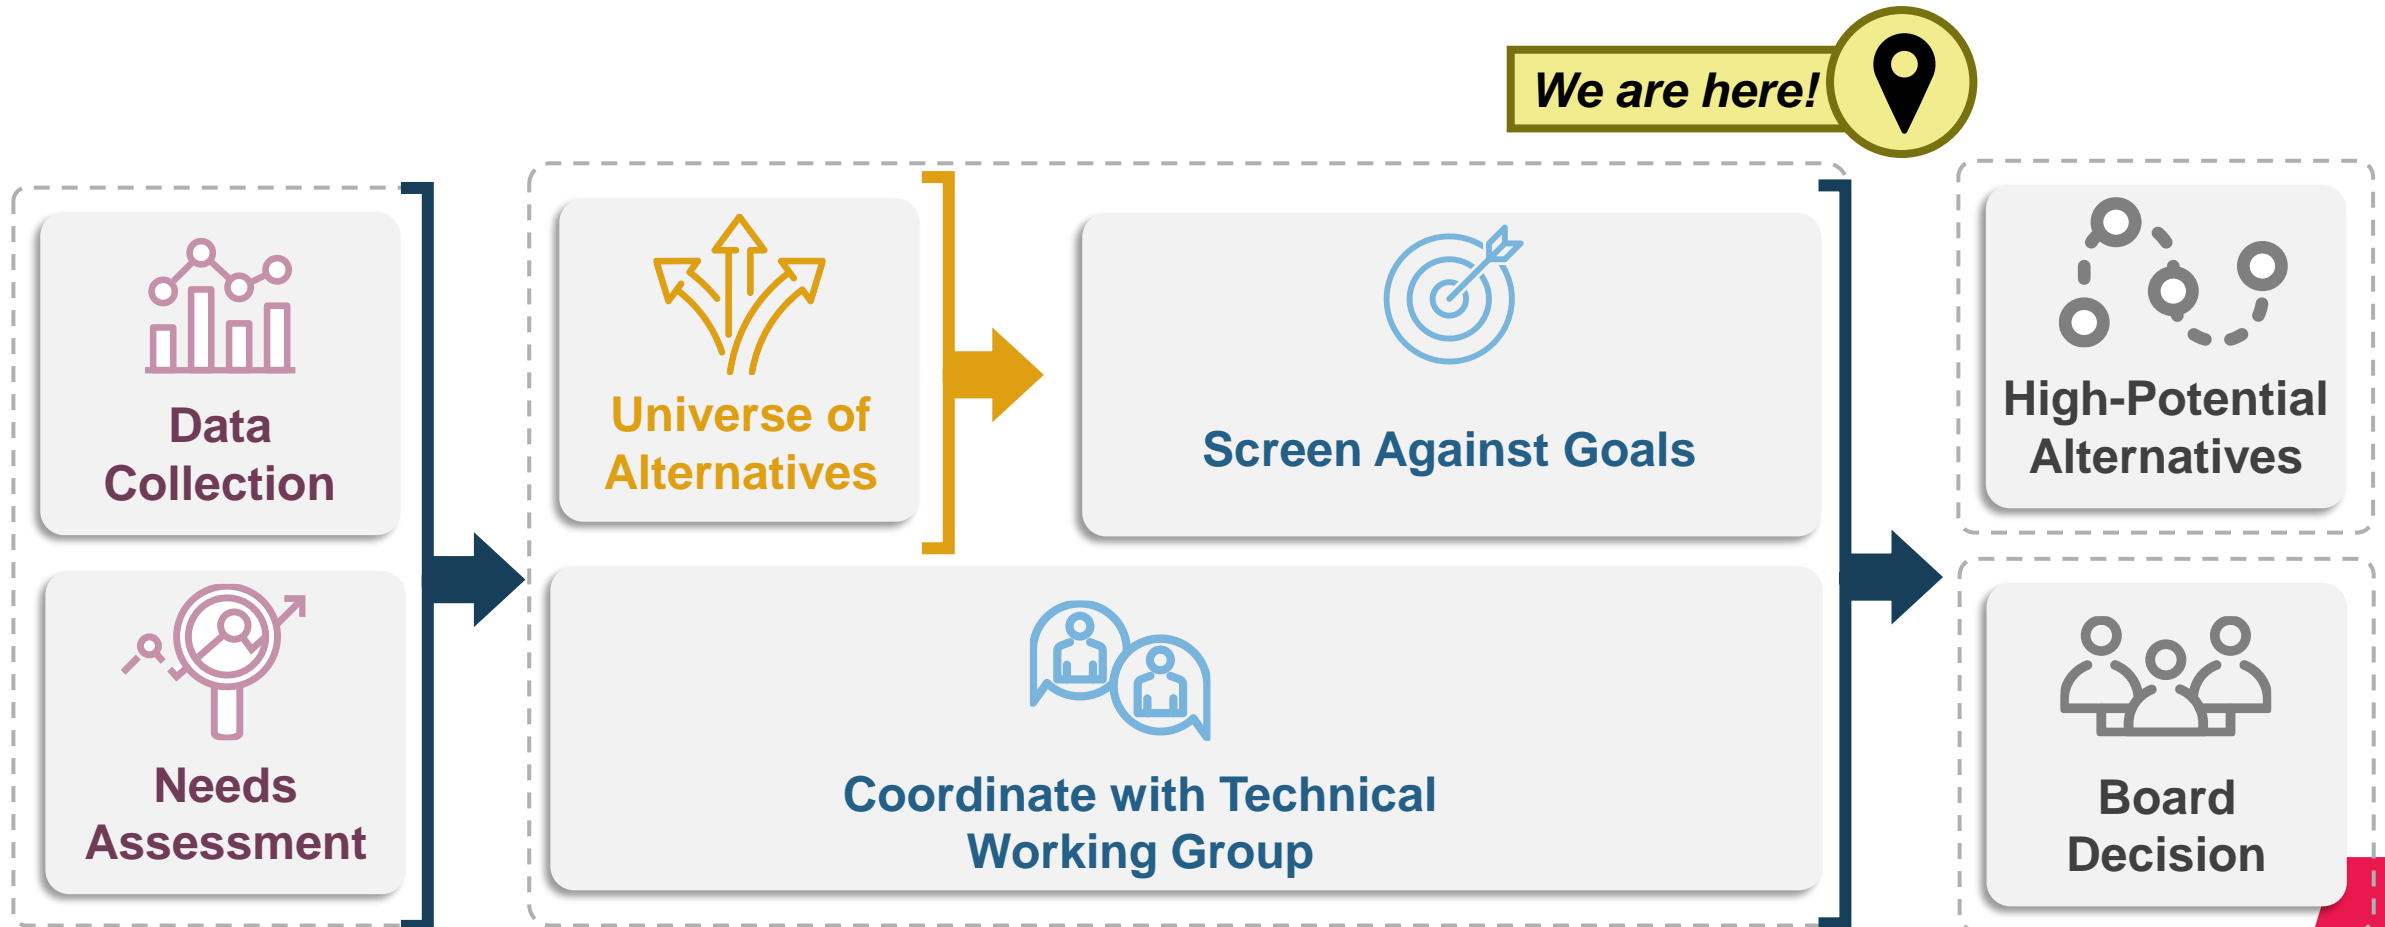 We are here!
Data
Collection
Needs
Assessment
Universe of
Alternatives
Screen Against Goals
Coordinate with Technical
Working Group
High-Potential
Alternatives
Board
Decision